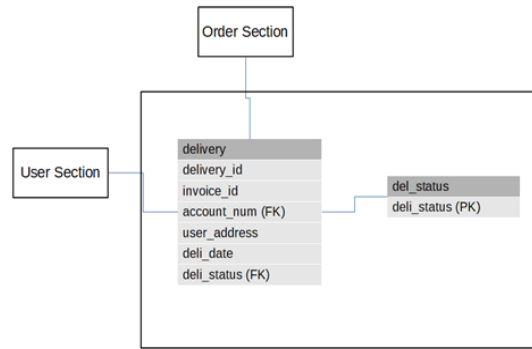 Order Section
User Section
delivery
delivery_id
invoice_id
account_num (FK)
user_address
deli_date
deli_status (FK)
del_status
deli_status (PK)